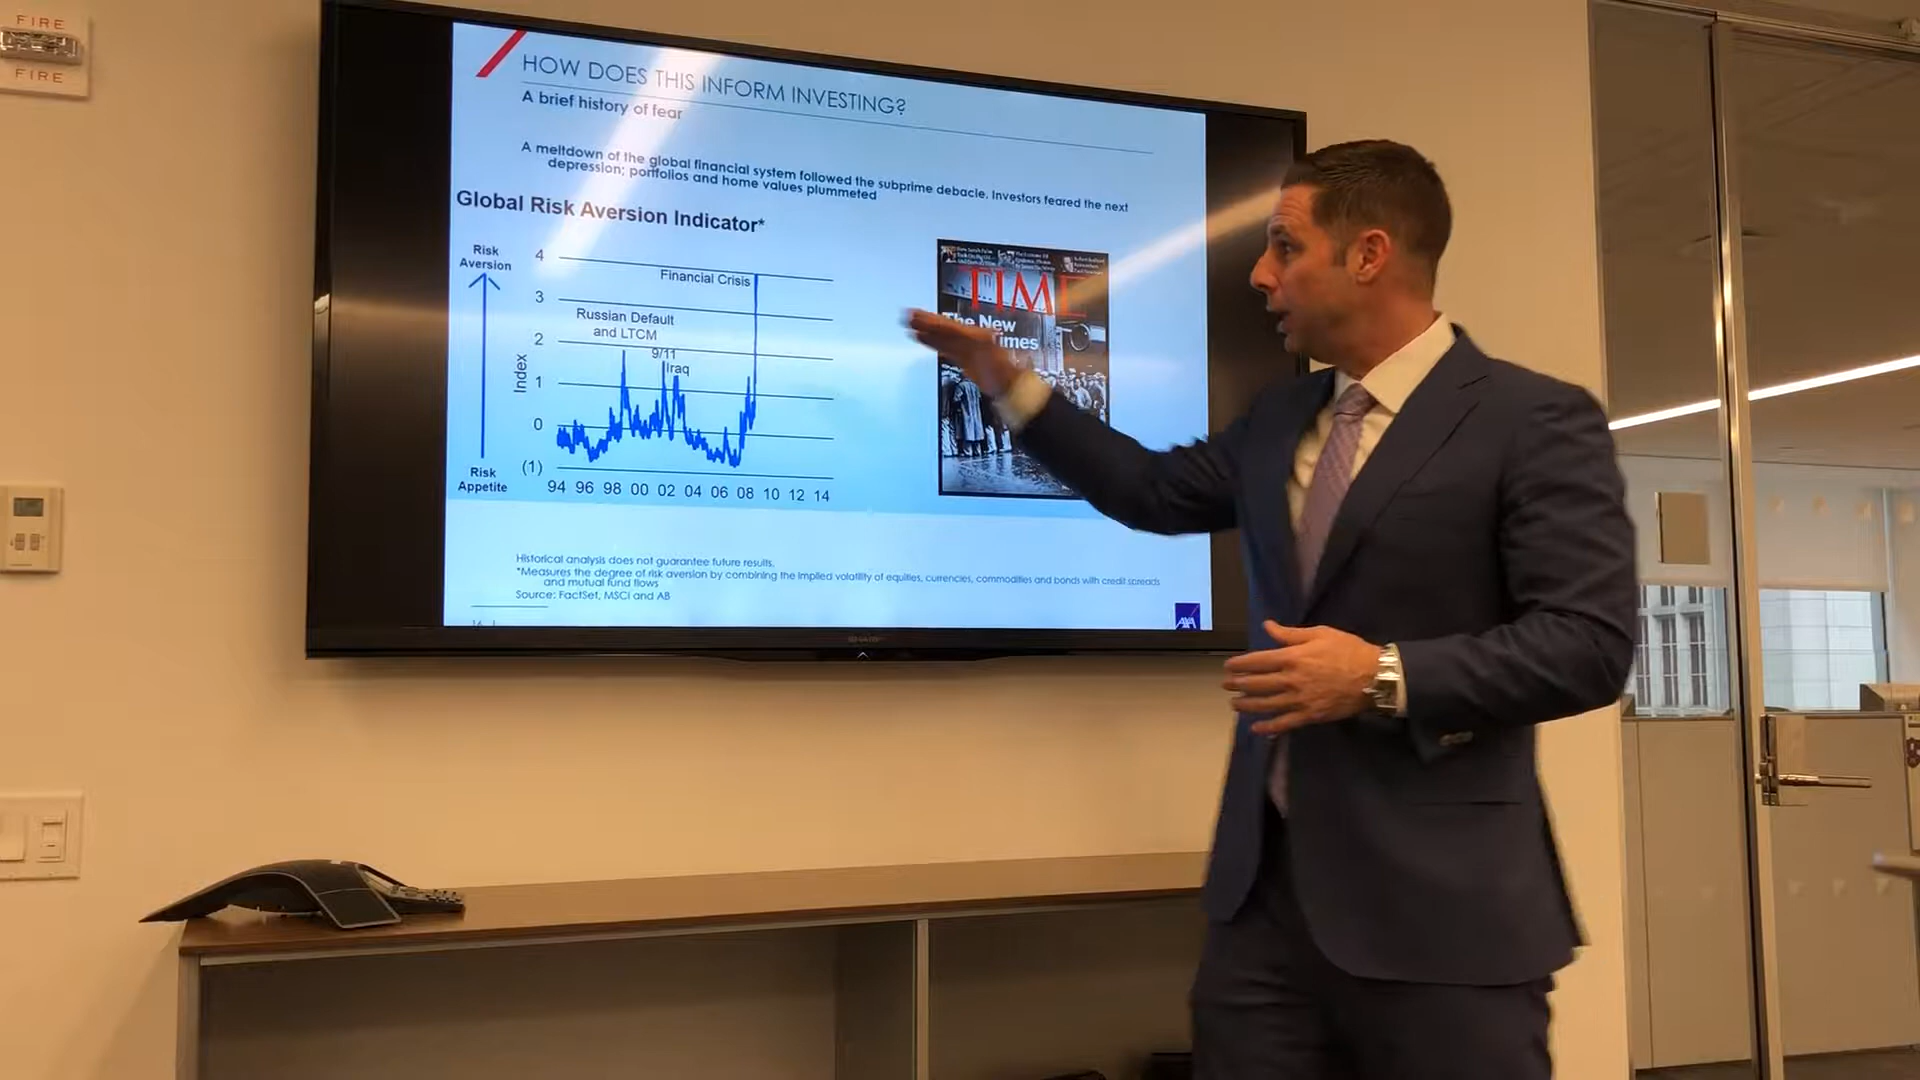 FIRE
FIRE
HOW DOES THIS INFORM INVESTING?
A brief history of fear
A meltdown of the global financial system followed the subprime debacle. Investors feared the next
depression; portfolios and home values plummeted
Global Risk Aversion Indicator*
Risk
Aversion
Index
Risk
Appetite
4
3
2
1
0
(1)
Financial Crisis
Russian Default
and LTCM
9/11
Iraq
94 96 98 00 02 04 06 08 10 12 14
TIME
The New
Times
Historical analysis does not guarantee future results.
*Measures the degree of risk aversion by combining the implied volatility of equities, currencies, commodities and bonds with credit spreads
and mutual fund flows
Source: FactSet, MSCI and AB
AXA